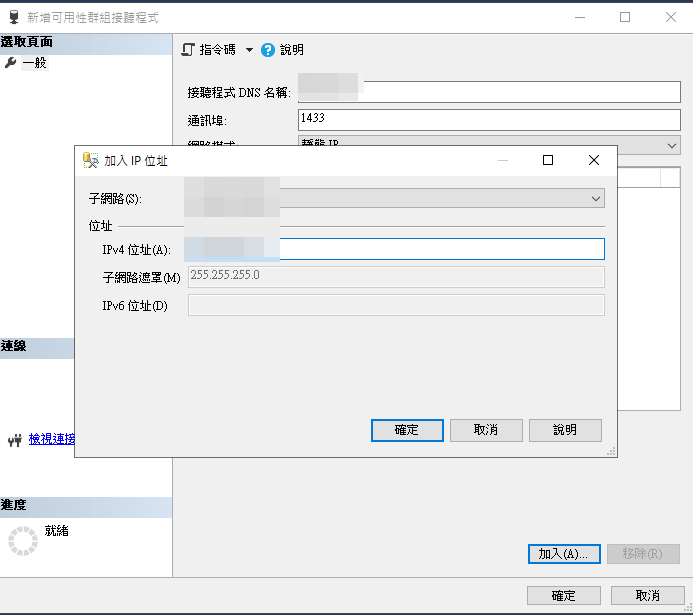 新增可用性群組接聽程式
選取頁面
一般
指令碼 說明
接聽程式 DNS 名稱:
通訊埠: 1433
網路模式: 靜態 IP
加入 IP 位址
子網路(S):
位址
IPv4 位址(A):
子網路遮罩(M) 255.255.255.0
IPv6 位址(D)
確定 取消 說明
連線
檢視連接
進度
就緒
加入(A)... 移除(R)
確定 取消